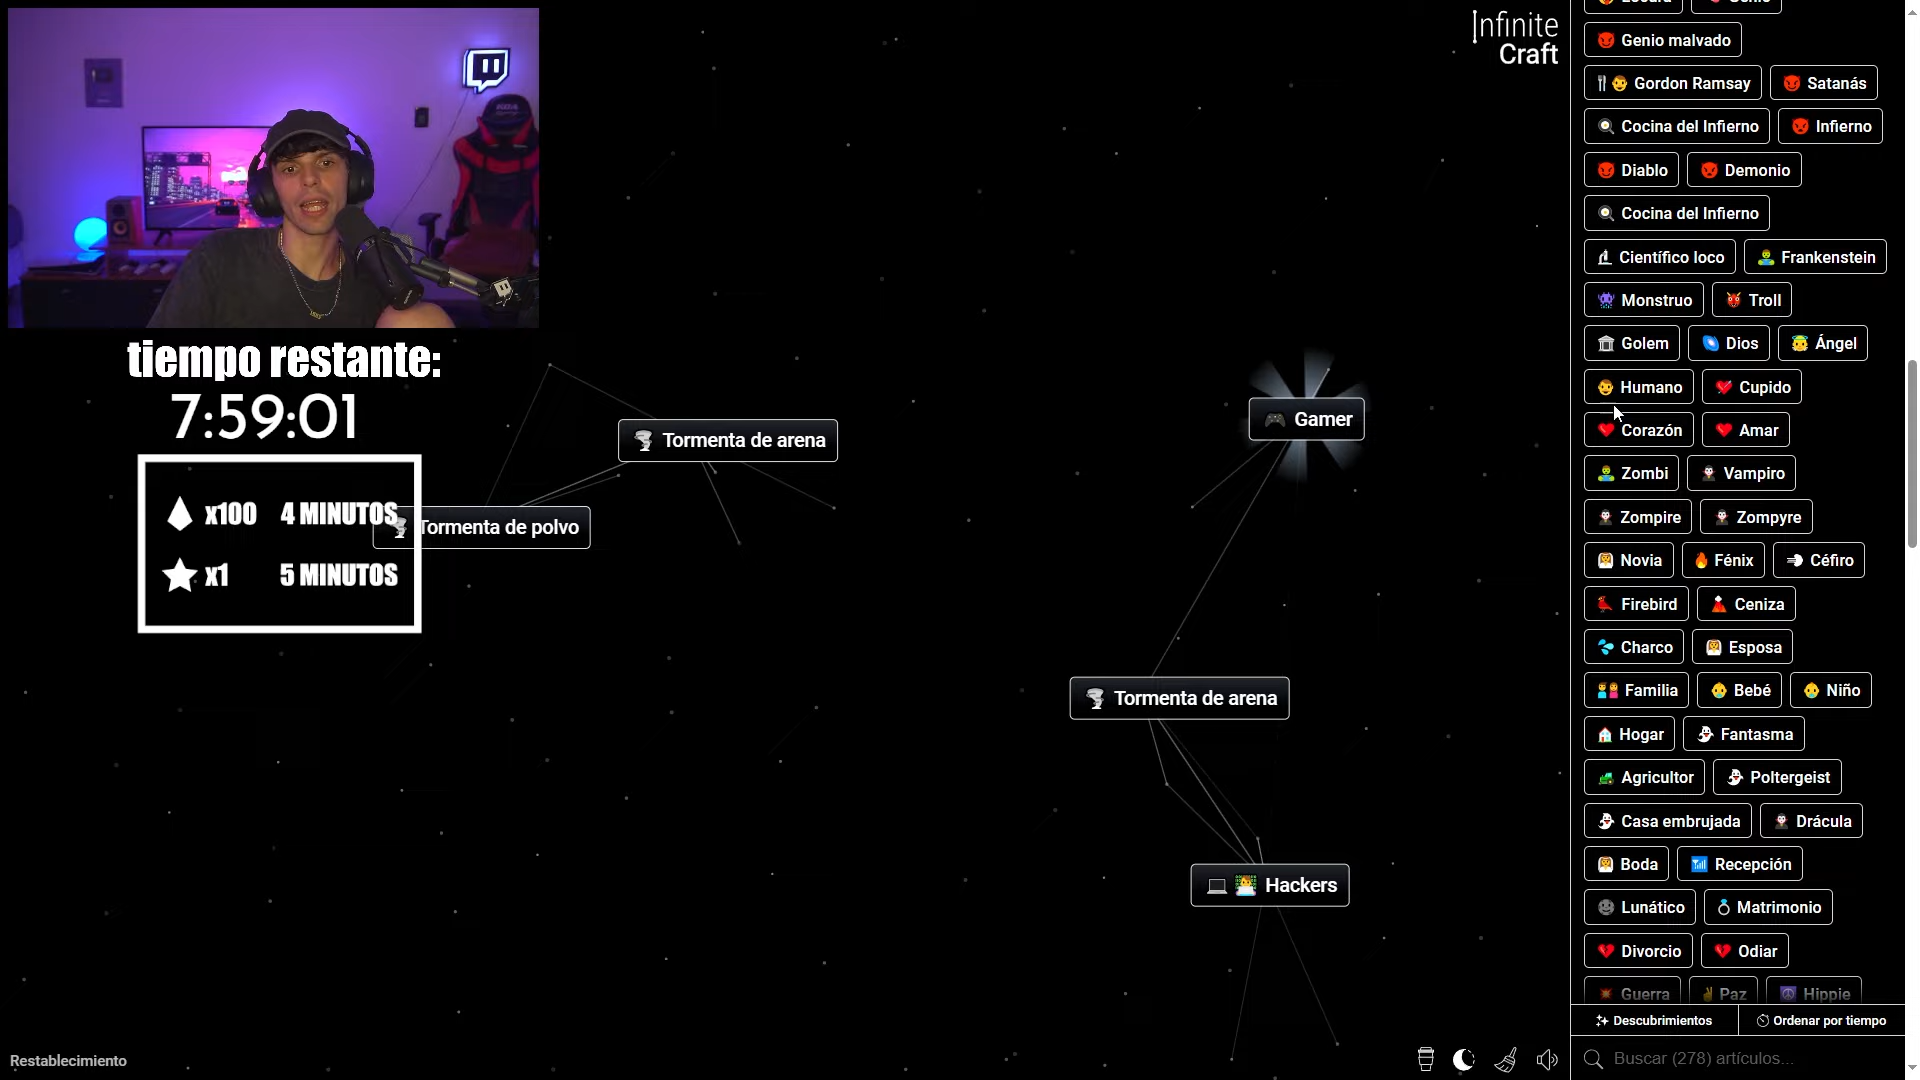 Infinite
Craft
tiempo restante:
7:59:01
x100 4 MINUTOS
x1 5 MINUTOS
Tormenta de arena
Tormenta de polvo
Gamer
Tormenta de arena
Hackers
Restablecimiento
Locura Genio
Genio malvado
Gordon Ramsay Satanás
Cocina del Infierno Infierno
Diablo Demonio
Cocina del Infierno
Científico loco Frankenstein
Monstruo Troll
Golem Dios Ángel
Humano Cupido
Corazón Amar
Zombi Vampiro
Zompire Zompyre
Novia Fénix Céfiro
Firebird Ceniza
Charco Esposa
Familia Bebé Niño
Hogar Fantasma
Agricultor Poltergeist
Casa embrujada Drácula
Boda Recepción
Lunático Matrimonio
Divorcio Odiar
Guerra Paz Hippie
Descubrimientos Ordenar por tiempo
Buscar (278) artículos...